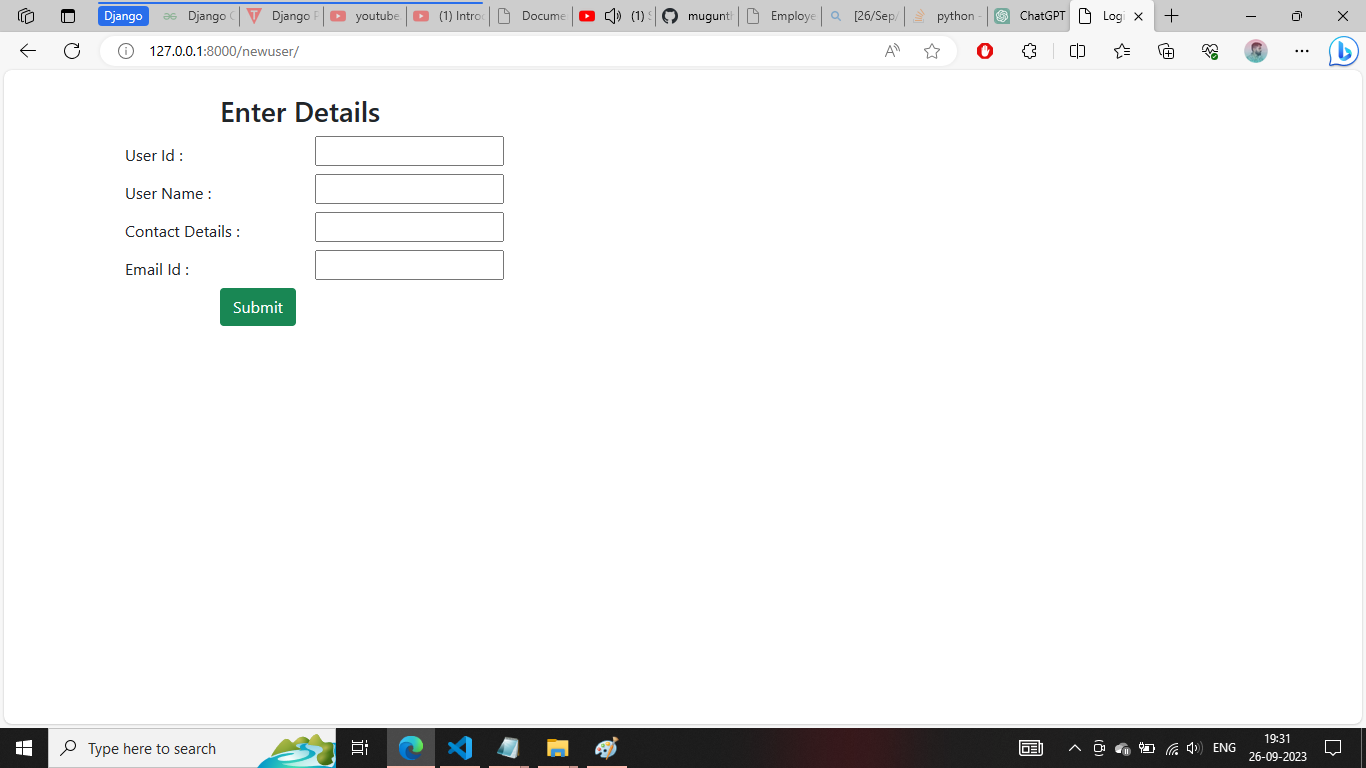 Django Django C Django P youtube. (1) Introd Docume (1) S mugunth Employe [26/Sep/ python - ChatGPT Logi
127.0.0.1:8000/newuser/
Enter Details
User Id :
User Name :
Contact Details :
Email Id :
Submit
Type here to search ENG 19:31
26-09-2023